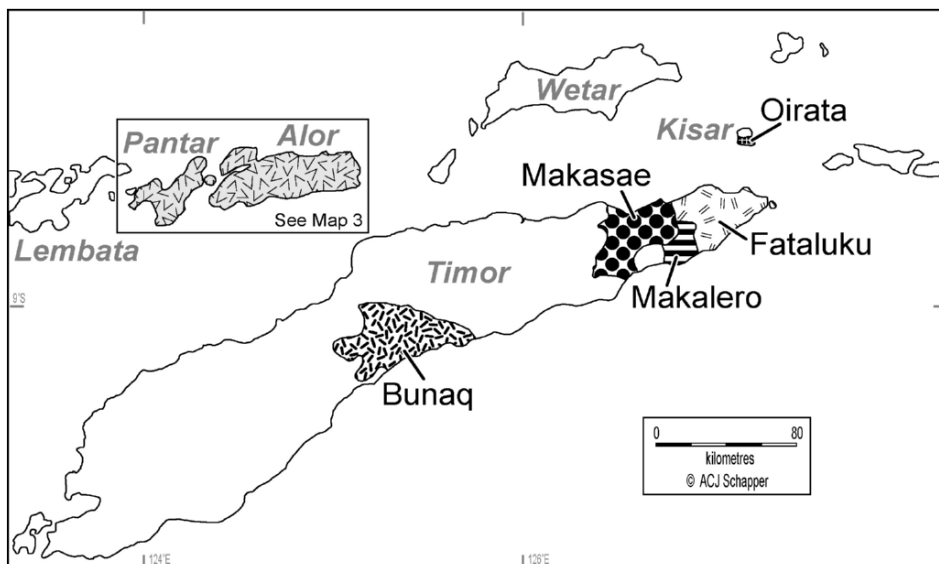 Wetar
Oirata
Kisar
Pantar
Alor
Makasae
See Map 3
Lembata
Fataluku
Timor
Makalero
9°S
Bunaq
0 80
kilometres
© ACJ Schapper
124°E
126°E